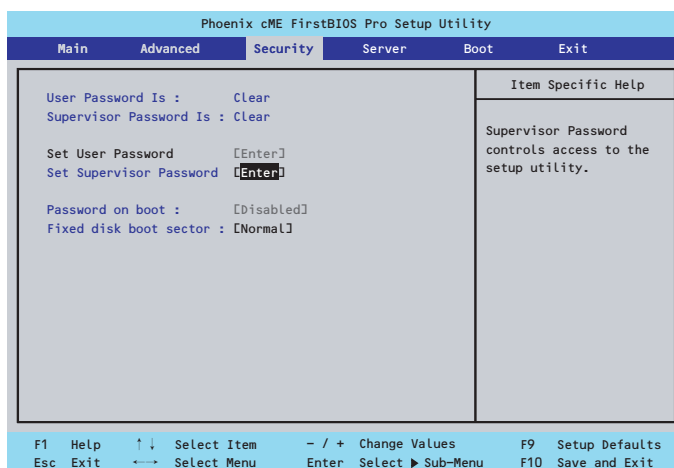 Phoenix cME FirstBIOS Pro Setup Utility
Main Advanced Security Server Boot Exit
User Password Is : Clear
Supervisor Password Is : Clear
Set User Password [Enter]
Set Supervisor Password [Enter]
Password on boot : [Disabled]
Fixed disk boot sector : [Normal]
Item Specific Help
Supervisor Password
controls access to the
setup utility.
F1 Help ↑↓ Select Item - / + Change Values F9 Setup Defaults
Esc Exit ←→ Select Menu Enter Select ▶ Sub-Menu F10 Save and Exit